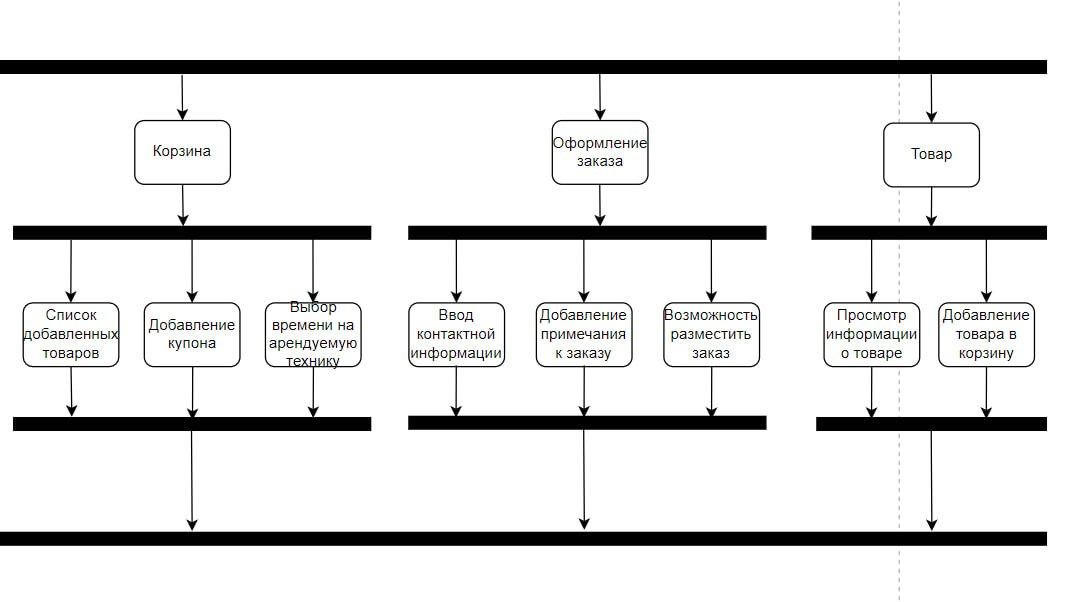 Корзина
Оформление
заказа
Товар
Список
добавленных
товаров
Добавление
купона
Выбор
времени на
арендуемую
технику
Ввод
контактной
информации
Добавление
примечания
к заказу
Возможность
разместить
заказ
Просмотр
информации
о товаре
Добавление
товара в
корзину